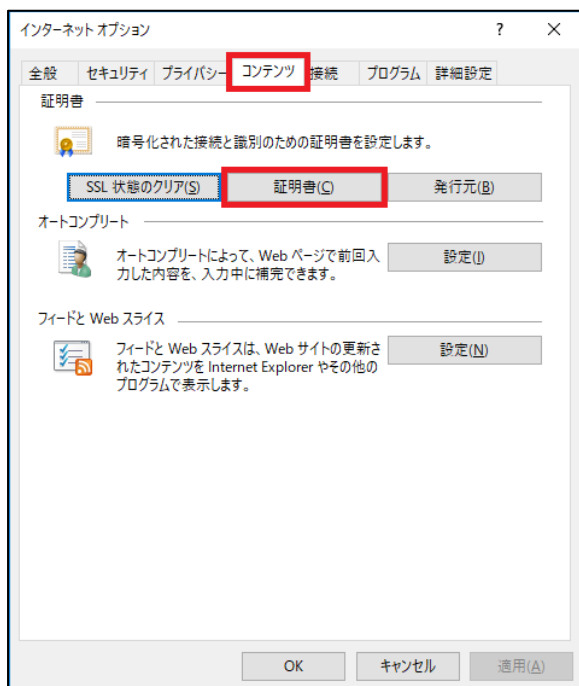 インターネット オプション ? ×
全般 セキュリティ プライバシー コンテンツ 接続 プログラム 詳細設定
証明書
暗号化された接続と識別のための証明書を設定します。
SSL 状態のクリア(S) 証明書(C) 発行元(B)
オートコンプリート
オートコンプリートによって、Web ページで前回入 設定(I)
力した内容を、入力中に補完できます。
フィードと Web スライス
フィードと Web スライスは、Web サイトの更新さ 設定(N)
れたコンテンツを Internet Explorer やその他の
プログラムで表示します。
OK キャンセル 適用(A)